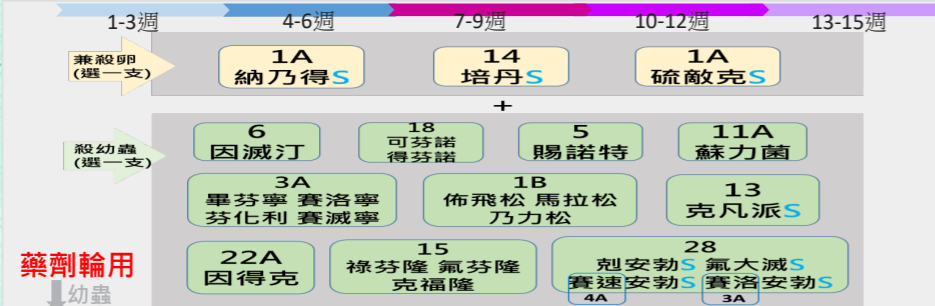 1-3週 4-6週 7-9週 10-12週 13-15週
兼殺卵
(選一支)
1A 14 1A
納乃得S 培丹S 硫敵克S
+
殺幼蟲
(選一支)
6 18 5 11A
因滅汀 可芬諾 賜諾特 蘇力菌
得芬諾
3A 1B 13
畢芬寧 賽洛寧 佈飛松 馬拉松 克凡派S
芬化利 賽滅寧 乃力松
22A 15 28
因得克 祿芬隆 氟芬隆 剋安勃S 氟大滅S
克福隆 賽速安勃S 賽洛安勃S
4A 3A
藥劑輪用
幼蟲